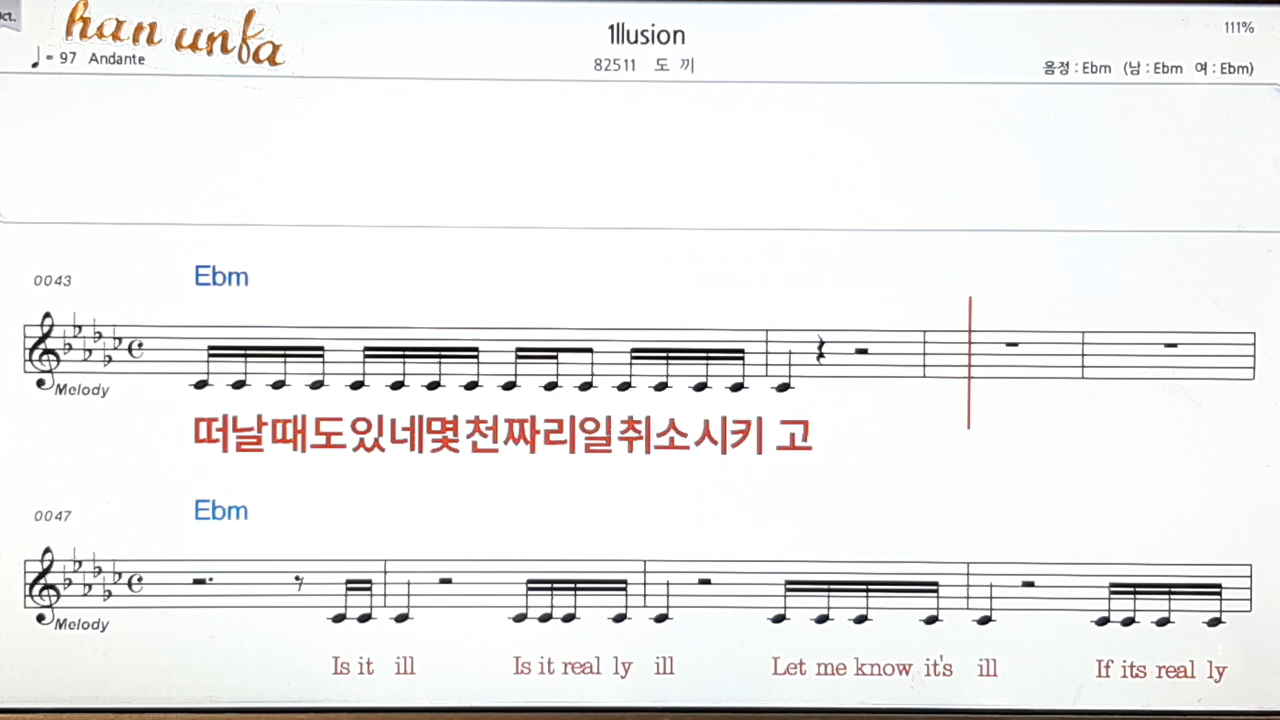 han unfa
1llusion
111%
♩= 97 Andante
82511 도 끼
음정 : Ebm (남 : Ebm 여 : Ebm)
0043
Ebm
Melody
떠날때도있네몇천짜리일취소시키 고
0047
Ebm
Melody
Is it ill Is it real ly ill Let me know it's ill If its real ly